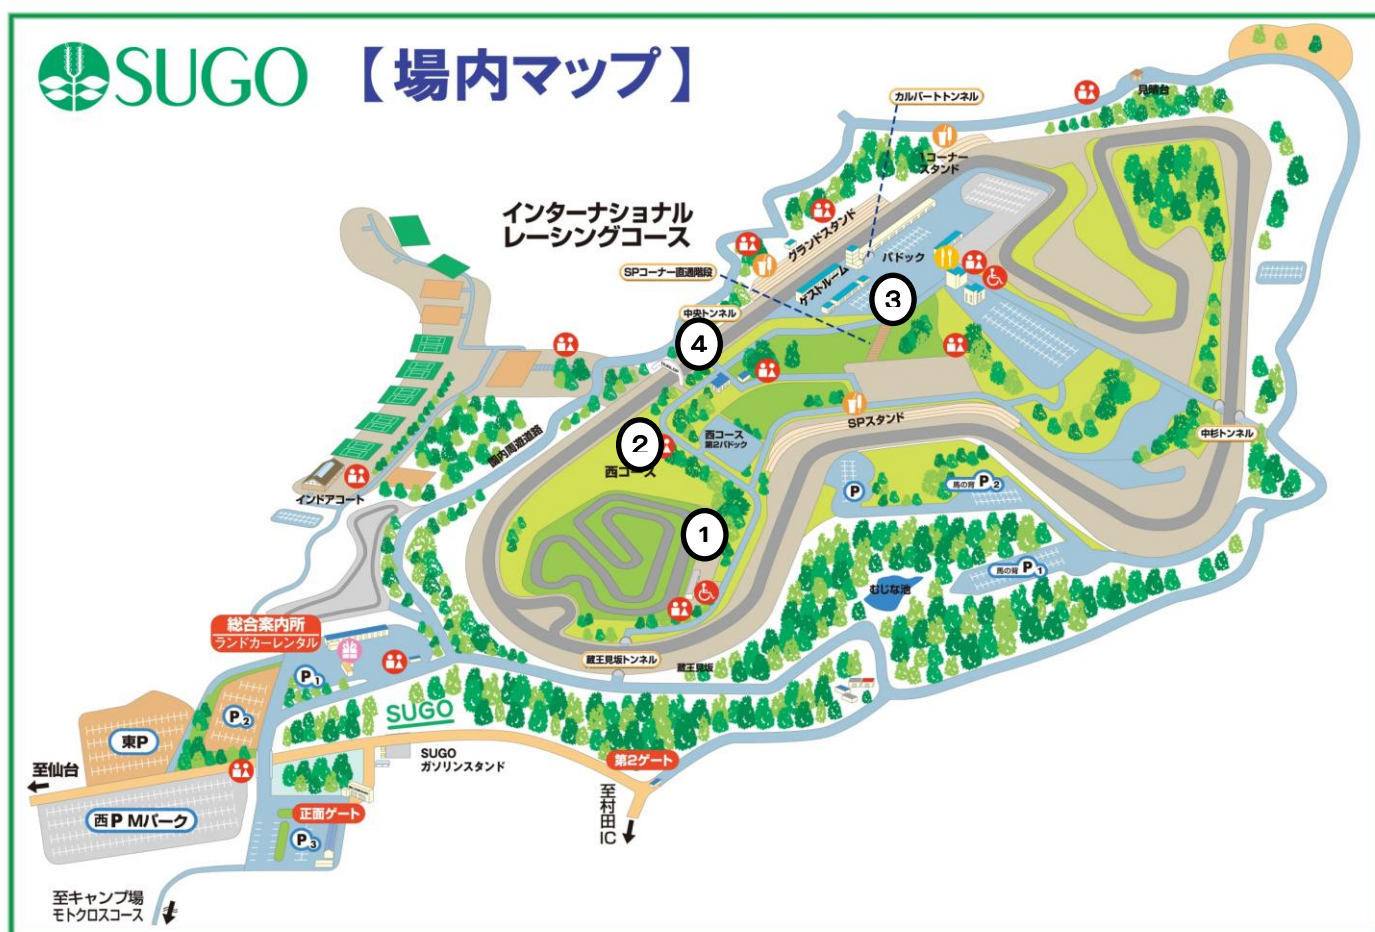 SUGO 【場内マップ】
カルバートトンネル
見晴台
1コーナー
スタンド
インターナショナル
レーシングコース
グランドスタンド
SPコーナー直通階段
パドック
ゲストルーム
3
中央トンネル
4
SPスタンド
西コース
第2パドック
中杉トンネル
園内周遊道路
2
西コース
インドアコート
P
馬の背 P2
1
馬の背 P1
むじな池
総合案内所
ランドカーレンタル
蔵王見坂トンネル
蔵王見坂
P1
P2
SUGO
東P
SUGO
ガソリンスタンド
第2ゲート
至仙台
西P Mパーク
正面ゲート
P3
至村田IC
至キャンプ場
モトクロスコース